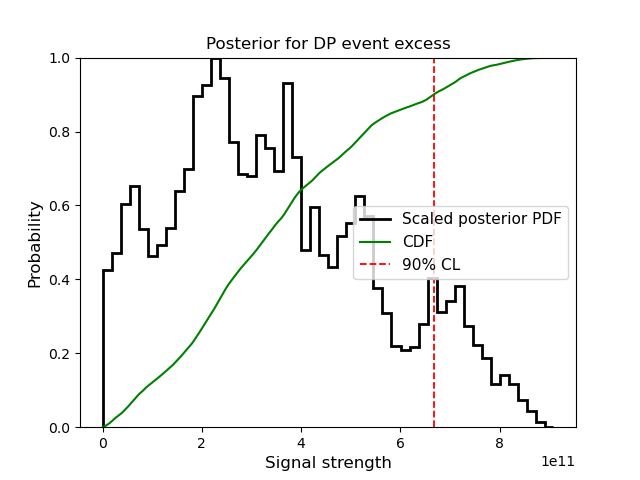 Posterior for DP event excess
1.0
0.8
0.6
0.4
0.2
0.0
Probability
Scaled posterior PDF
CDF
90% CL
0
2
4
6
8
1e11
Signal strength